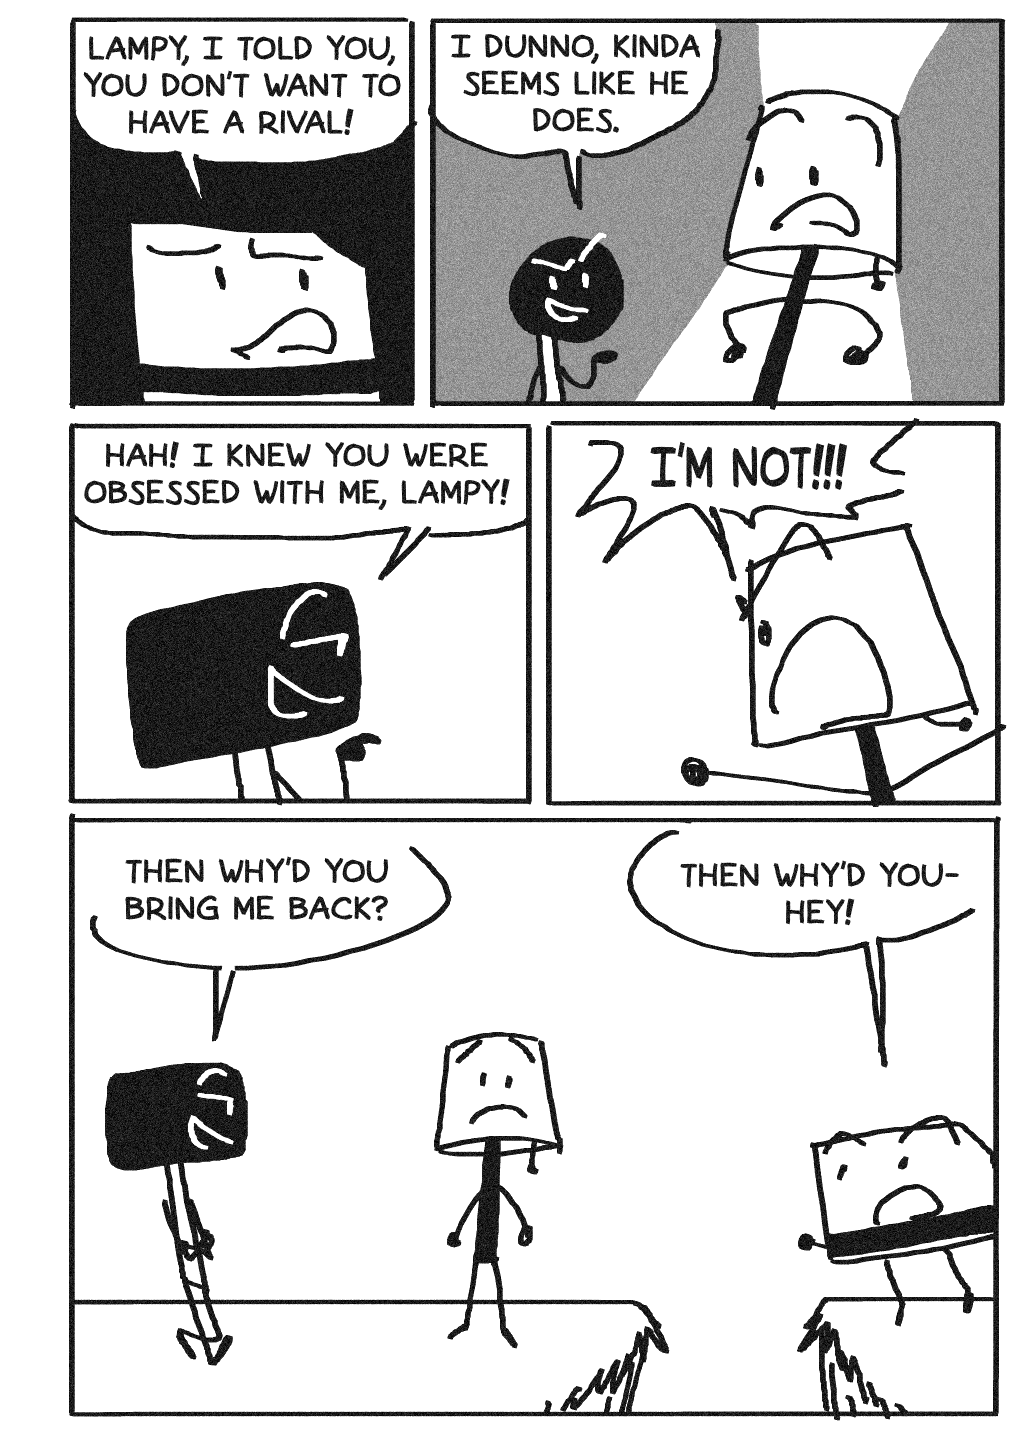 LAMPY, I TOLD YOU,
YOU DON'T WANT TO
HAVE A RIVAL!
I DUNNO, KINDA
SEEMS LIKE HE
DOES.
HAH! I KNEW YOU WERE
OBSESSED WITH ME, LAMPY!
I'M NOT!!!
THEN WHY'D YOU
BRING ME BACK?
THEN WHY'D YOU-
HEY!